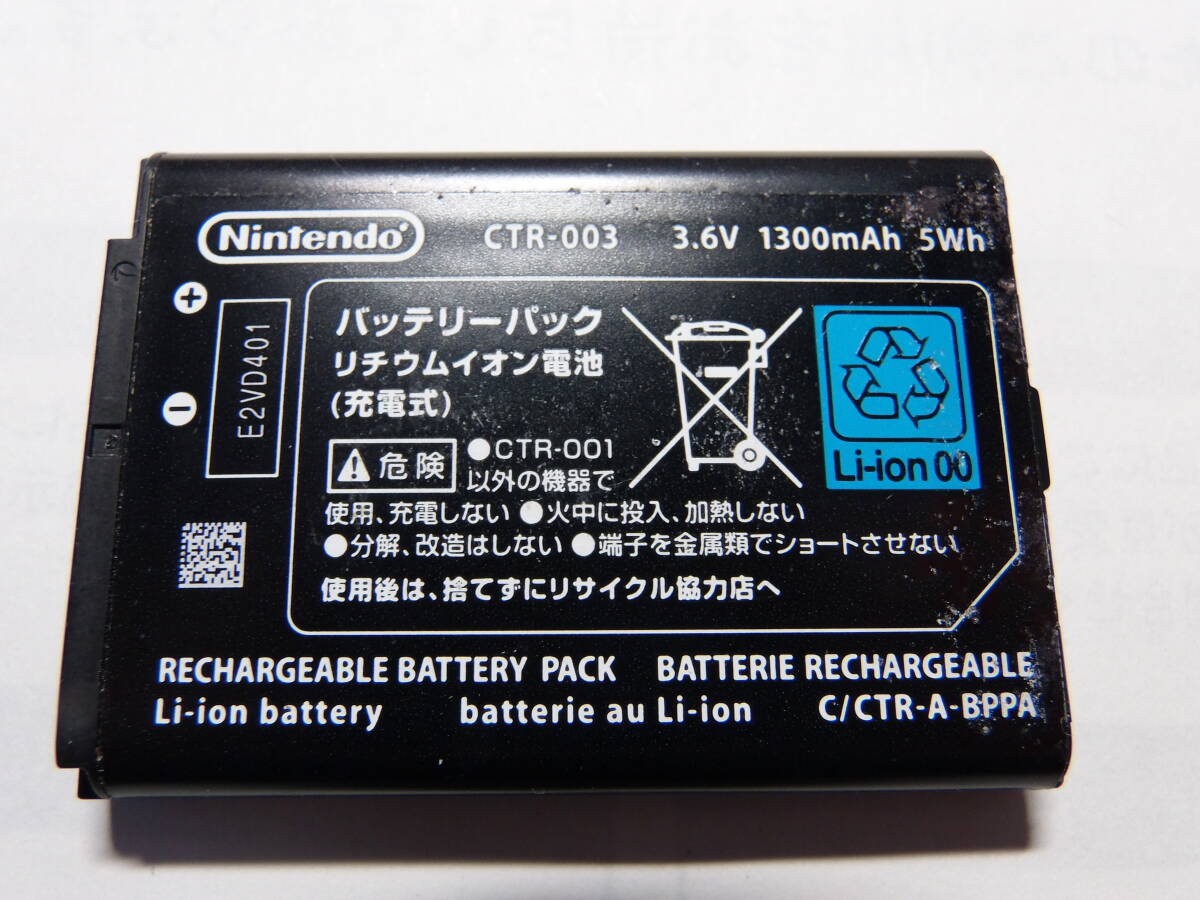 Nintendo CTR-003 3.6V 1300mAh 5Wh
E2VD401
バッテリーパック
リチウムイオン電池
(充電式)
危険 ●CTR-001
以外の機器で
使用、充電しない ●火中に投入、加熱しない
●分解、改造はしない ●端子を金属類でショートさせない
使用後は、捨てずにリサイクル協力店へ
Li-ion 00
RECHARGEABLE BATTERY PACK BATTERIE RECHARGEABLE
Li-ion battery batterie au Li-ion C/CTR-A-BPPA